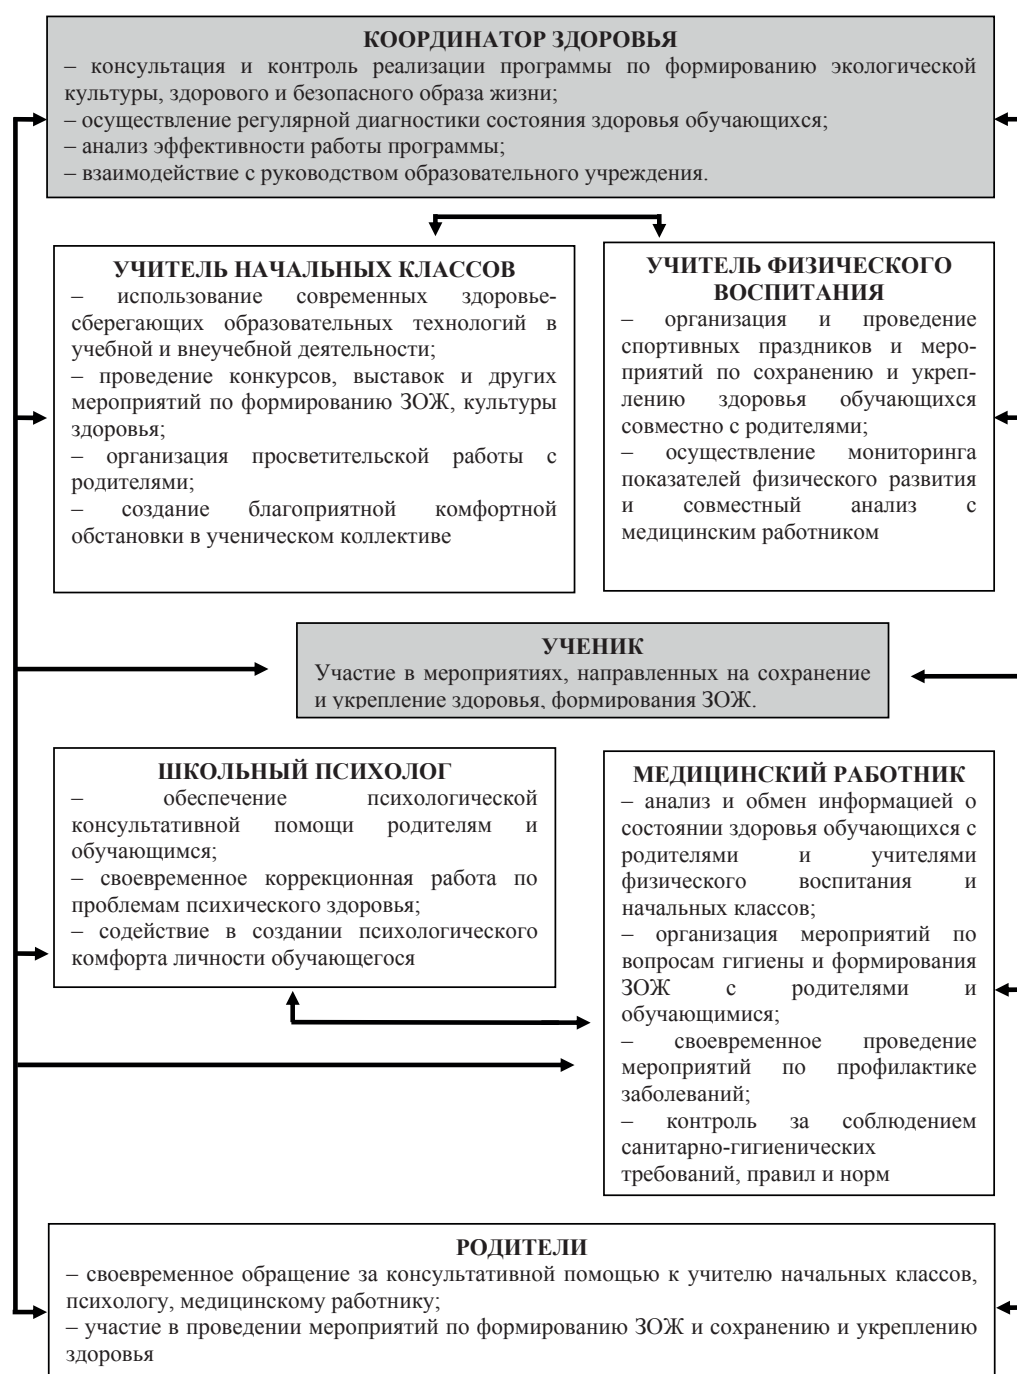 КООРДИНАТОР ЗДОРОВЬЯ
– консультация и контроль реализации программы по формированию экологической
культуры, здорового и безопасного образа жизни;
– осуществление регулярной диагностики состояния здоровья обучающихся;
– анализ эффективности работы программы;
– взаимодействие с руководством образовательного учреждения.
УЧИТЕЛЬ НАЧАЛЬНЫХ КЛАССОВ
– использование современных здоровье-
сберегающих образовательных технологий в
учебной и внеучебной деятельности;
– проведение конкурсов, выставок и других
мероприятий по формированию ЗОЖ, культуры
здоровья;
– организация просветительской работы с
родителями;
– создание благоприятной комфортной
обстановки в ученическом коллективе
УЧИТЕЛЬ ФИЗИЧЕСКОГО
ВОСПИТАНИЯ
– организация и проведение
спортивных праздников и меро-
приятий по сохранению и укреп-
лению здоровья обучающихся
совместно с родителями;
– осуществление мониторинга
показателей физического развития
и совместный анализ с
медицинским работником
УЧЕНИК
Участие в мероприятиях, направленных на сохранение
и укрепление здоровья, формирования ЗОЖ.
ШКОЛЬНЫЙ ПСИХОЛОГ
– обеспечение психологической
консультативной помощи родителям и
обучающимся;
– своевременное коррекционная работа по
проблемам психического здоровья;
– содействие в создании психологического
комфорта личности обучающегося
МЕДИЦИНСКИЙ РАБОТНИК
– анализ и обмен информацией о
состоянии здоровья обучающихся с
родителями и учителями
физического воспитания и
начальных классов;
– организация мероприятий по
вопросам гигиены и формирования
ЗОЖ с родителями и
обучающимися;
– своевременное проведение
мероприятий по профилактике
заболеваний;
– контроль за соблюдением
санитарно-гигиенических
требований, правил и норм
РОДИТЕЛИ
– своевременное обращение за консультативной помощью к учителю начальных классов,
психологу, медицинскому работнику;
– участие в проведении мероприятий по формированию ЗОЖ и сохранению и укреплению
здоровья